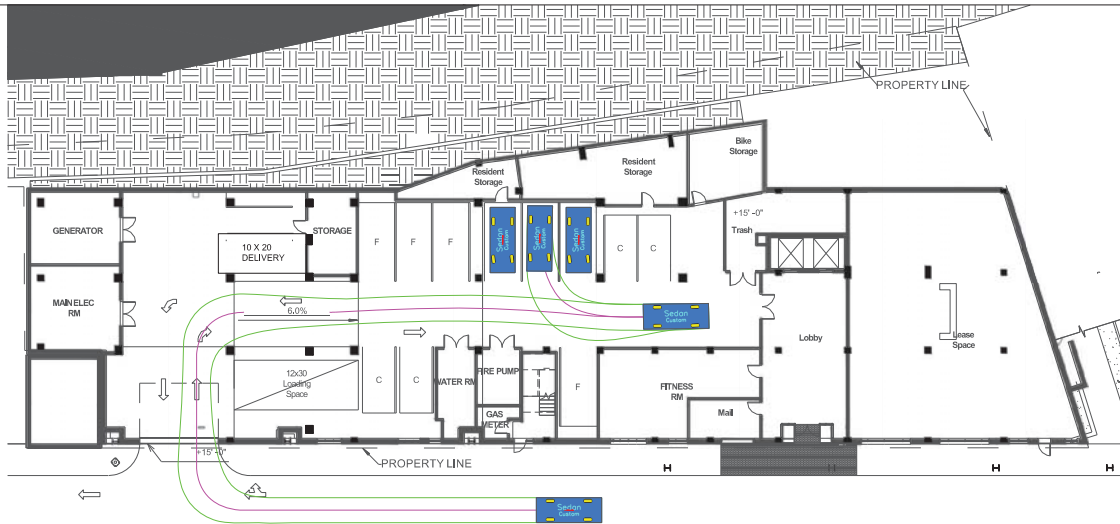 PROPERTY LINE
Bike
Storage
Resident
Storage
Resident
Storage
GENERATOR
STORAGE
10 X 20
DELIVERY
F
F
F
Sedan
Custom
Sedan
Custom
Sedan
Custom
C
C
+15'-0"
Trash
MAIN ELEC
RM
6.0%
Sedan
Custom
Lobby
Lease
Space
12x30
Loading
Space
C
C
WATER RM
FIRE PUMP
GAS
METER
F
FITNESS
RM
Mail
+15'-0"
PROPERTY LINE
H
H
H
H
Sedan
Custom